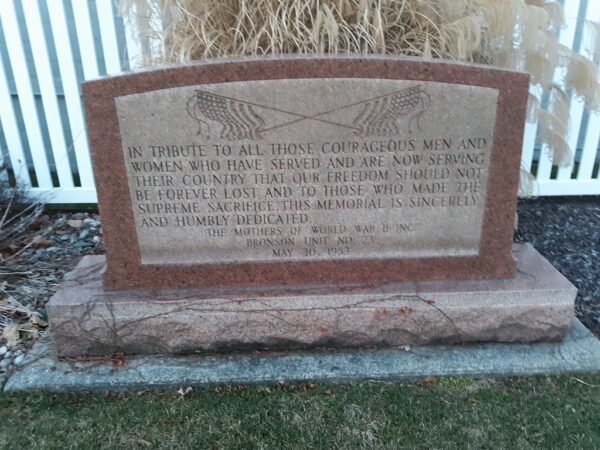 IN TRIBUTE TO ALL THOSE COURAGEOUS MEN AND
WOMEN WHO HAVE SERVED AND ARE NOW SERVING
THEIR COUNTRY THAT OUR FREEDOM SHOULD NOT
BE FOREVER LOST AND TO THOSE WHO MADE THE
SUPREME SACRIFICE. THIS MEMORIAL IS SINCERELY
AND HUMBLY DEDICATED.
THE MOTHERS OF WORLD WAR II INC
BRONSON UNIT NO. 23
MAY 30, 1953